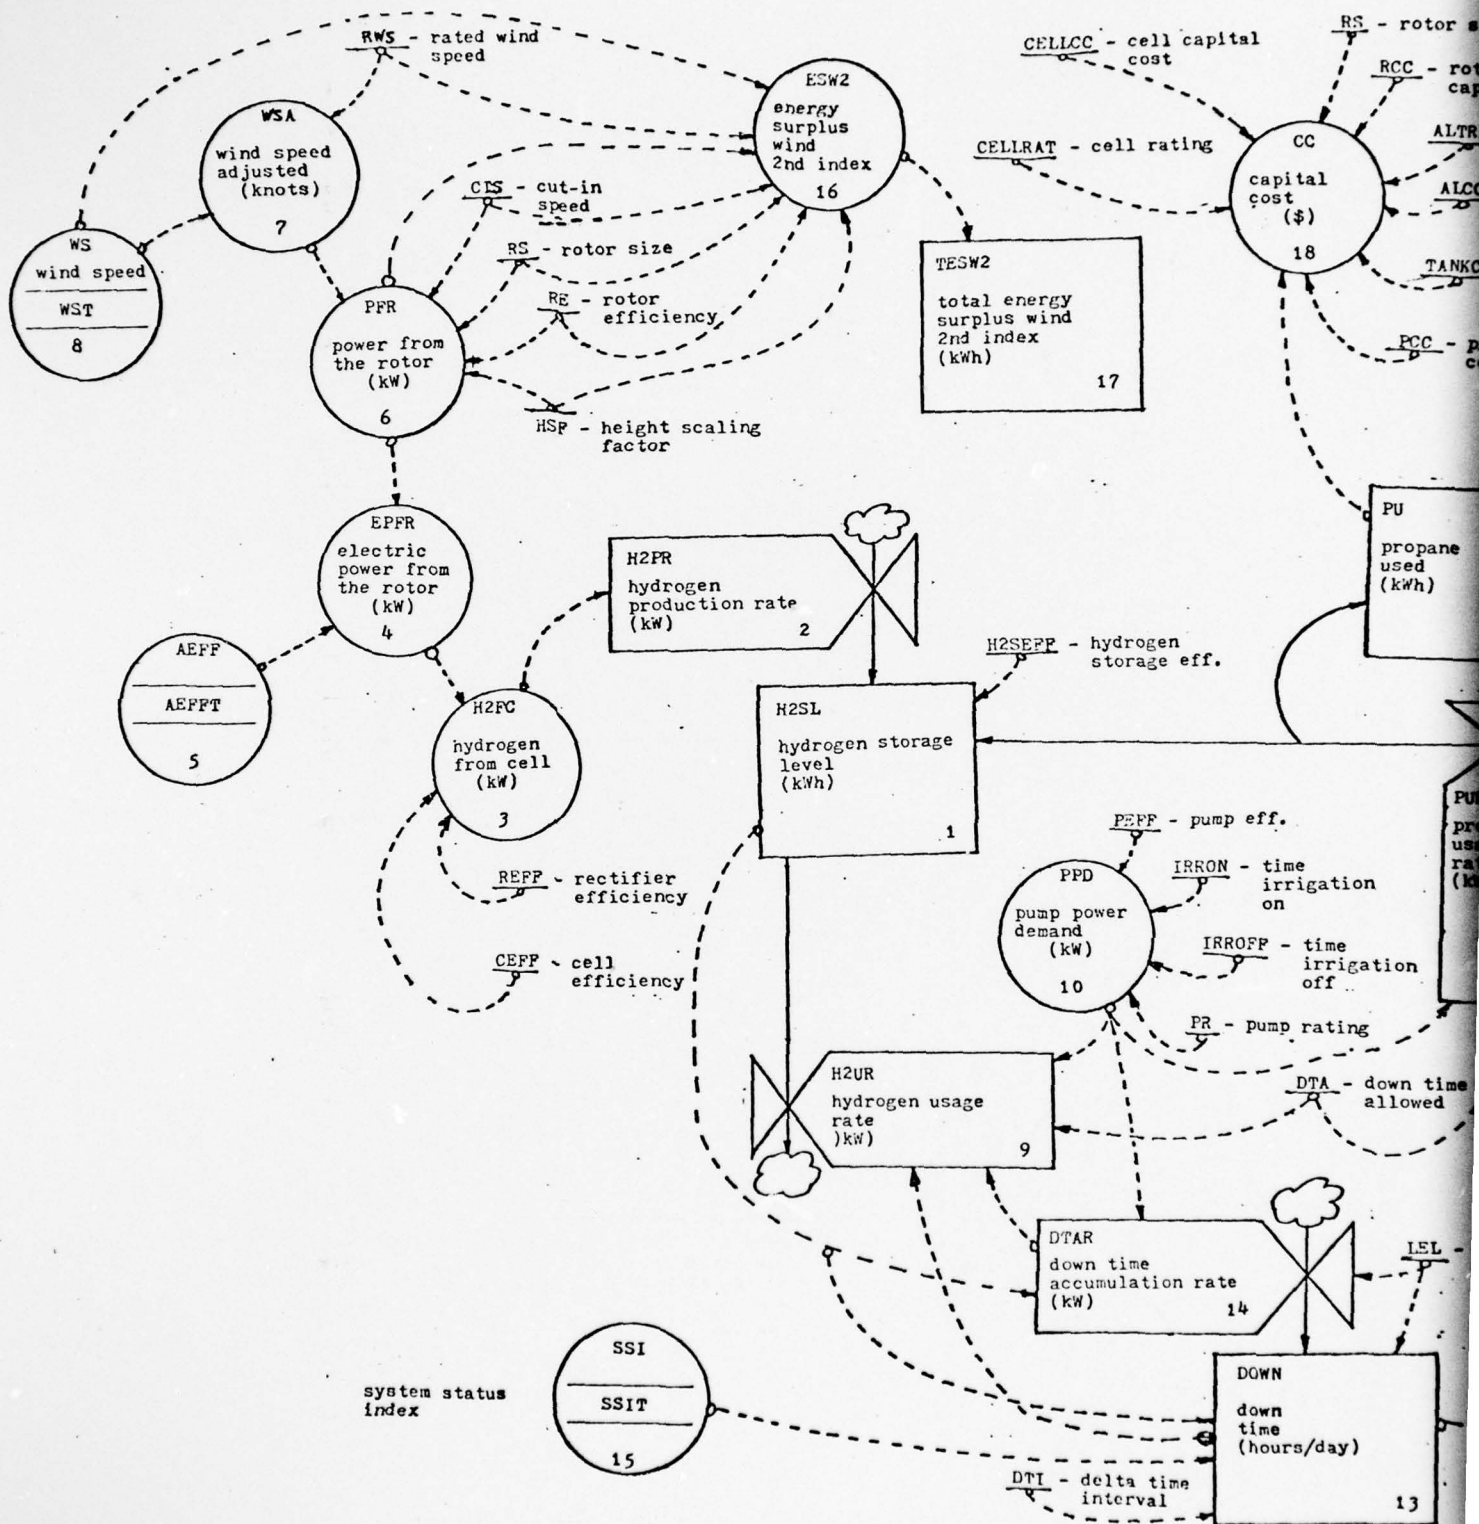 RWS - rated wind
speed
WSA
wind speed
adjusted
(knots)
7
WS
wind speed
WST
8
ESW2
energy
surplus
wind
2nd index
16
CIS - cut-in
speed
RS - rotor size
RE - rotor
efficiency
HSF - height scaling
factor
PFR
power from
the rotor
(kW)
6
TESW2
total energy
surplus wind
2nd index
(kWh)
17
CELLCC - cell capital
cost
CELLRAT - cell rating
RS - rotor
RCC
CC
capital
cost
($)
18
PCC
PU
propane
used
(kWh)
EPFR
electric
power from
the rotor
(kW)
4
AEFF
AEFFT
5
H2PR
hydrogen
production rate
(kW)
2
H2FC
hydrogen
from cell
(kW)
3
H2SEFF - hydrogen
storage eff.
H2SL
hydrogen storage
level
(kWh)
1
REFF - rectifier
efficiency
CEFF - cell
efficiency
PEFF - pump eff.
IRRON - time
irrigation
on
IRROFF - time
irrigation
off
PR - pump rating
PPD
pump power
demand
(kW)
10
DTA - down time
allowed
H2UR
hydrogen usage
rate
)kW)
9
DTAR
down time
accumulation rate
(kW)
14
LEL -
SSI
SSIT
15
system status
index
DOWN
down
time
(hours/day)
13
DTI - delta time
interval